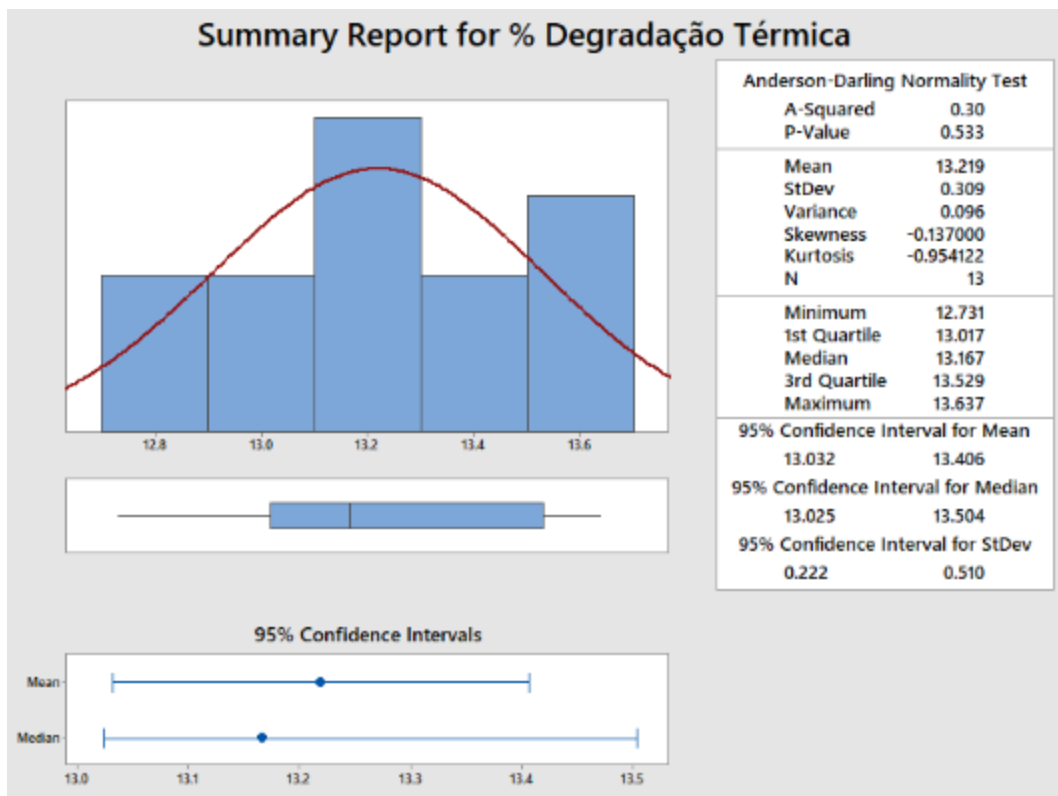 Summary Report for % Degradação Térmica
12.8 13.0 13.2 13.4 13.6
95% Confidence Intervals
Mean
Median
13.0 13.1 13.2 13.3 13.4 13.5
Anderson-Darling Normality Test
A-Squared 0.30
P-Value 0.533
Mean 13.219
StDev 0.309
Variance 0.096
Skewness -0.137000
Kurtosis -0.954122
N 13
Minimum 12.731
1st Quartile 13.017
Median 13.167
3rd Quartile 13.529
Maximum 13.637
95% Confidence Interval for Mean
13.032 13.406
95% Confidence Interval for Median
13.025 13.504
95% Confidence Interval for StDev
0.222 0.510